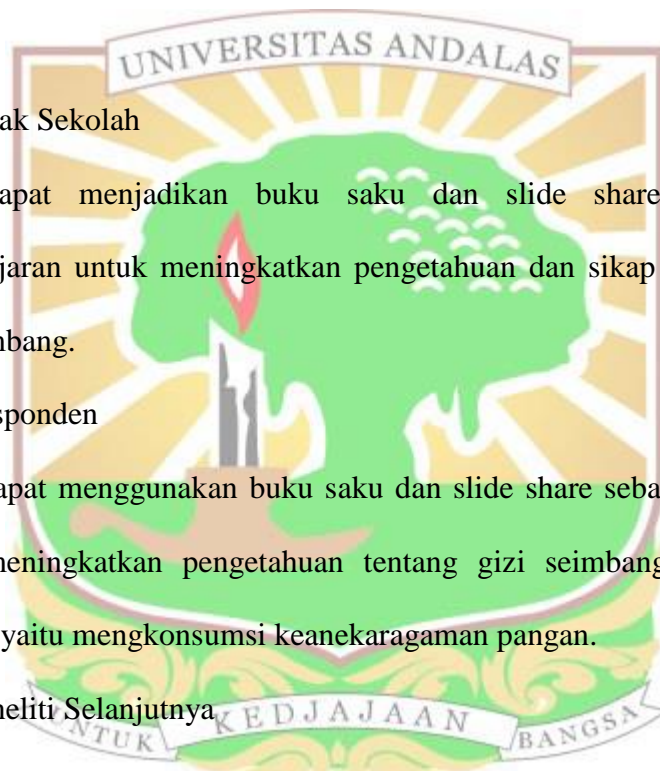 UNIVERSITAS ANDALAS
ak Sekolah
apat menjadikan buku saku dan slide share
jaran untuk meningkatkan pengetahuan dan sikap
nbang.
sponden
apat menggunakan buku saku dan slide share seba
meningkatkan pengetahuan tentang gizi seimbang
yaitu mengkonsumsi keanekaragaman pangan.
neliti Selanjutnya
UNTUK KEDJAJAAN BANGSA